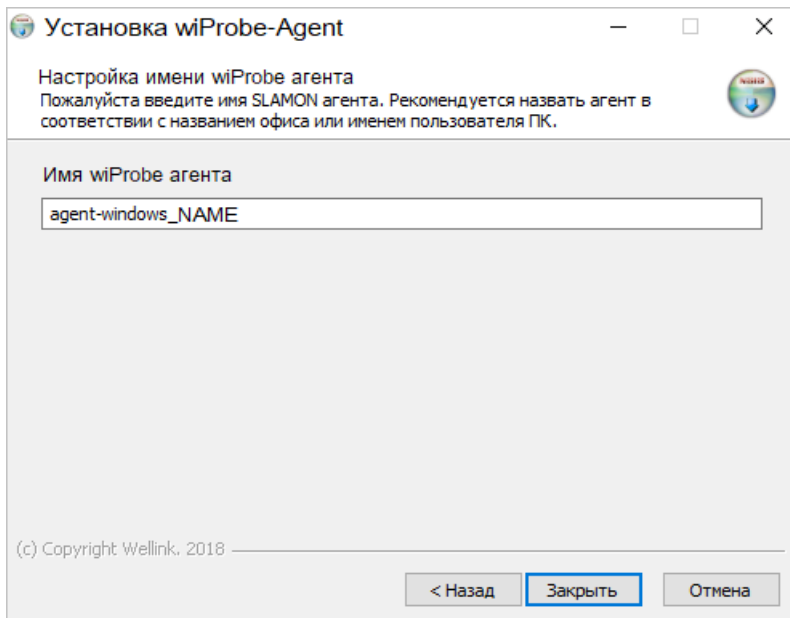 Установка wiProbe-Agent
Настройка имени wiProbe агента
Пожалуйста введите имя SLAMON агента. Рекомендуется назвать агент в
соответствии с названием офиса или именем пользователя ПК.
Имя wiProbe агента
agent-windows_NAME
(c) Copyright Wellink. 2018
< Назад
Закрыть
Отмена